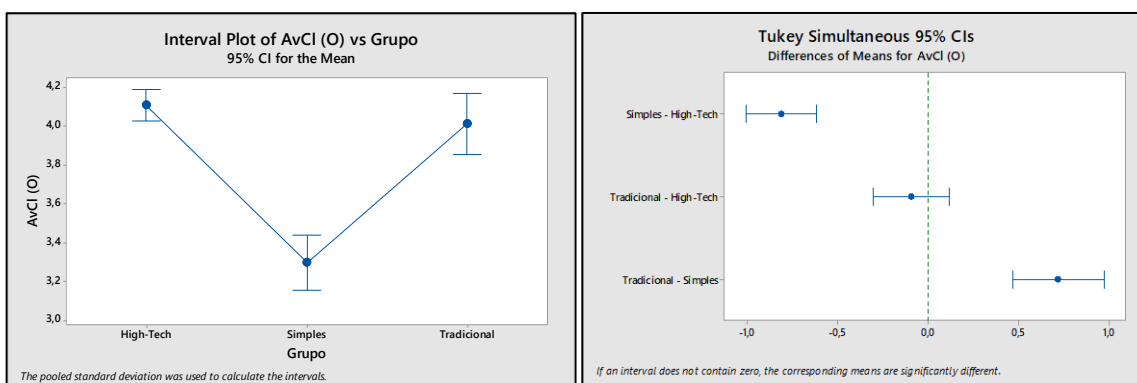 Interval Plot of AvCl (O) vs Grupo
95% CI for the Mean
4,2
4,0
3,8
3,6
3,4
3,2
3,0
AvCl (O)
High-Tech
Simples
Tradicional
Grupo
The pooled standard deviation was used to calculate the intervals.
Tukey Simultaneous 95% CIs
Differences of Means for AvCl (O)
Simples - High-Tech
Tradicional - High-Tech
Tradicional - Simples
-1,0
-0,5
0,0
0,5
1,0
If an interval does not contain zero, the corresponding means are significantly different.